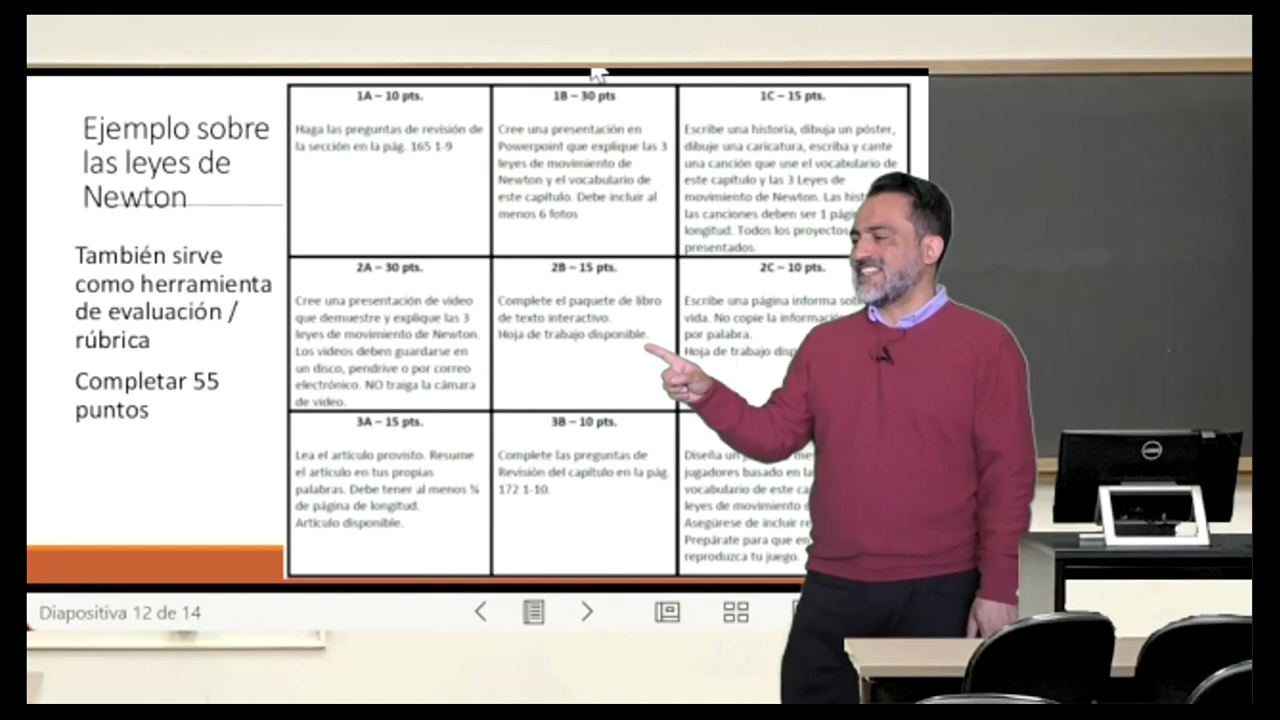 Ejemplo sobre
las leyes de
Newton
También sirve
como herramienta
de evaluación /
rúbrica
Completar 55
puntos
1A – 10 pts.
Haga las preguntas de revisión de
la sección en la pág. 165 1-9
1B – 30 pts
Cree una presentación en
Powerpoint que explique las 3
leyes de movimiento de
Newton y el vocabulario de
este capítulo. Debe incluir al
menos 6 fotos
1C – 15 pts.
Escribe una historia, dibuja un póster,
dibuje una caricatura, escriba y cante
una canción que use el vocabulario de
este capítulo y las 3 Leyes de
movimiento de Newton. Las
las canciones deben ser 1
longitud. Todos los proyectos
presentados.
2A – 30 pts.
Cree una presentación de video
que demuestre y explique las 3
leyes de movimiento de Newton.
Los videos deben guardarse en
un disco, pendrive o por correo
electrónico. NO traiga la cámara
de video.
2B – 15 pts.
Complete el paquete de libro
de texto interactivo.
Hoja de trabajo disponible.
2C – 10 pts.
Escribe una página informa
vida. No copie la
por palabra.
Hoja de trabajo
3A – 15 pts.
Lea el artículo provisto. Resume
el artículo en tus propias
palabras. Debe tener al menos ¾
de página de longitud.
Artículo disponible.
3B – 10 pts.
Complete las preguntas de
Revisión del capítulo en la pág.
172 1-10.
Diseña
jugadores basado en
vocabulario de este
leyes de movimiento
Asegúrese de incluir
Prepárate para que
reproduzca tu juego.
Diapositiva 12 de 14
DELL